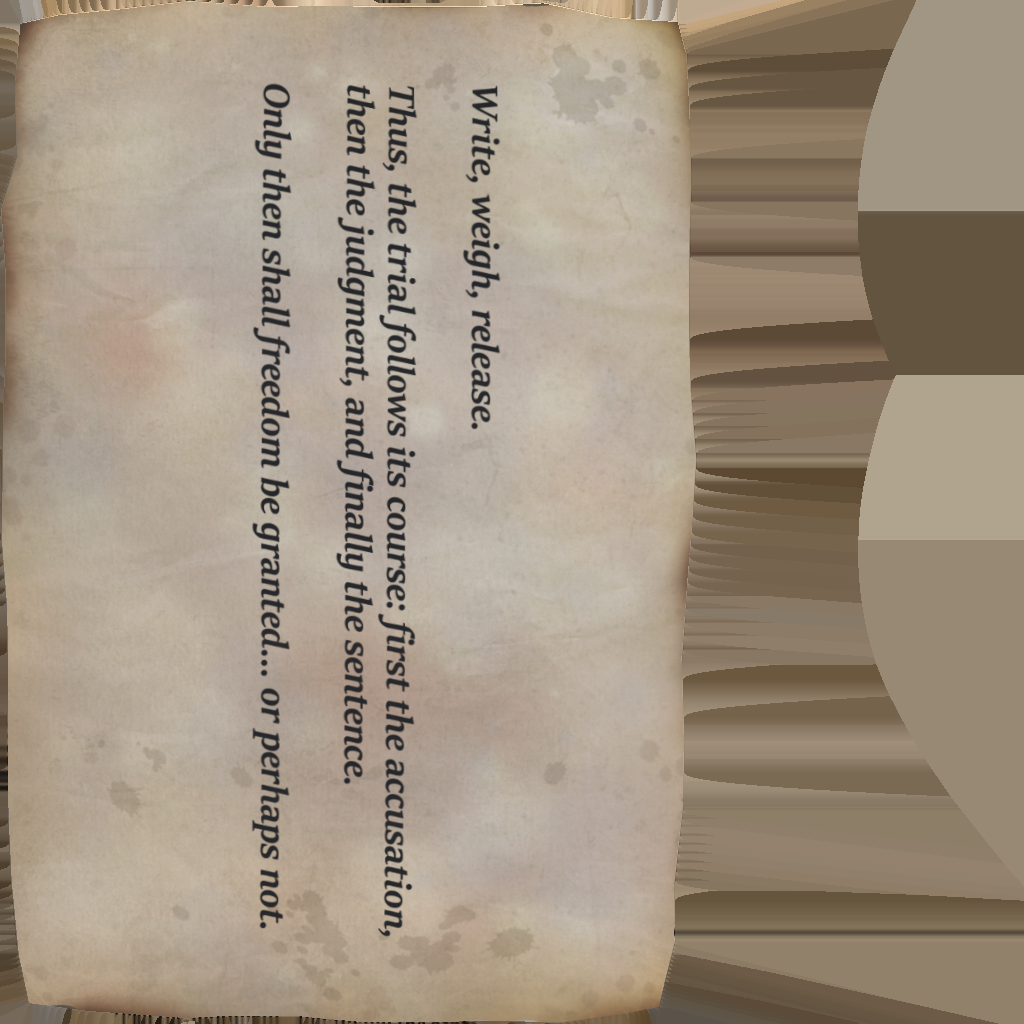 Write, weigh, release.
Thus, the trial follows its course: first the accusation,
then the judgment, and finally the sentence.
Only then shall freedom be granted... or perhaps not.